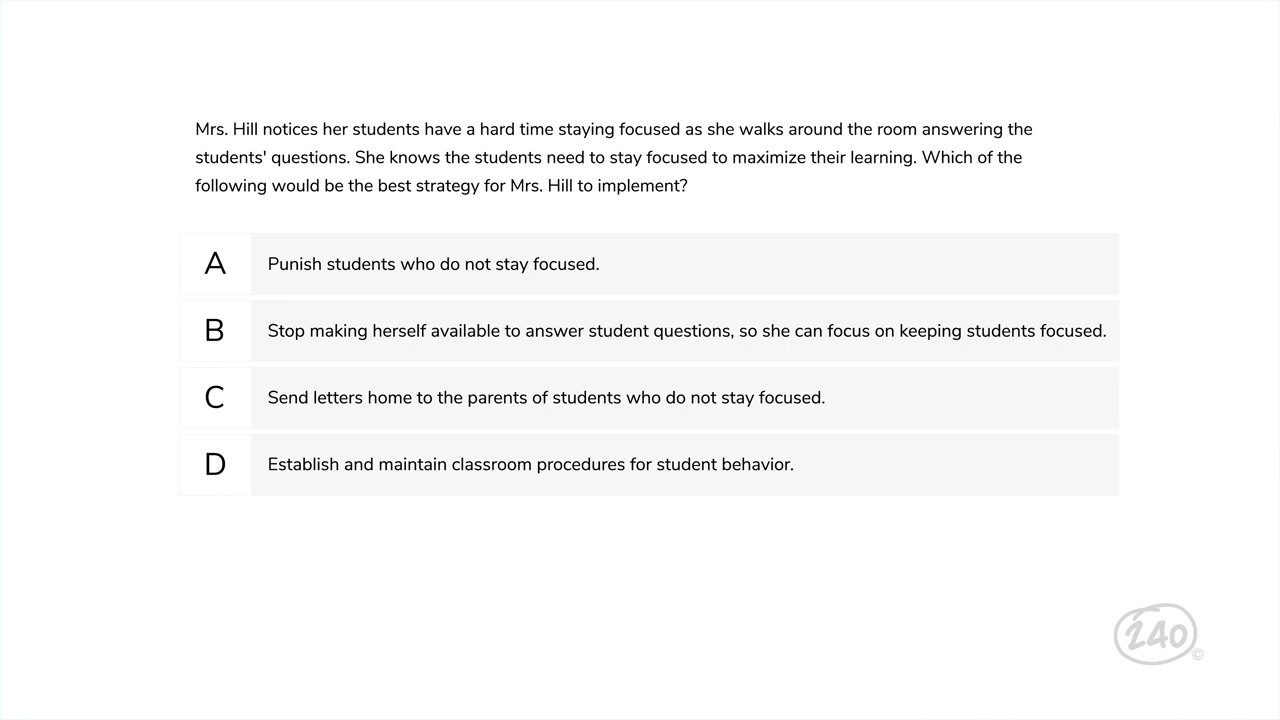 Mrs. Hill notices her students have a hard time staying focused as she walks around the room answering the
students' questions. She knows the students need to stay focused to maximize their learning. Which of the
following would be the best strategy for Mrs. Hill to implement?
A Punish students who do not stay focused.
B Stop making herself available to answer student questions, so she can focus on keeping students focused.
C Send letters home to the parents of students who do not stay focused.
D Establish and maintain classroom procedures for student behavior.
240 ©